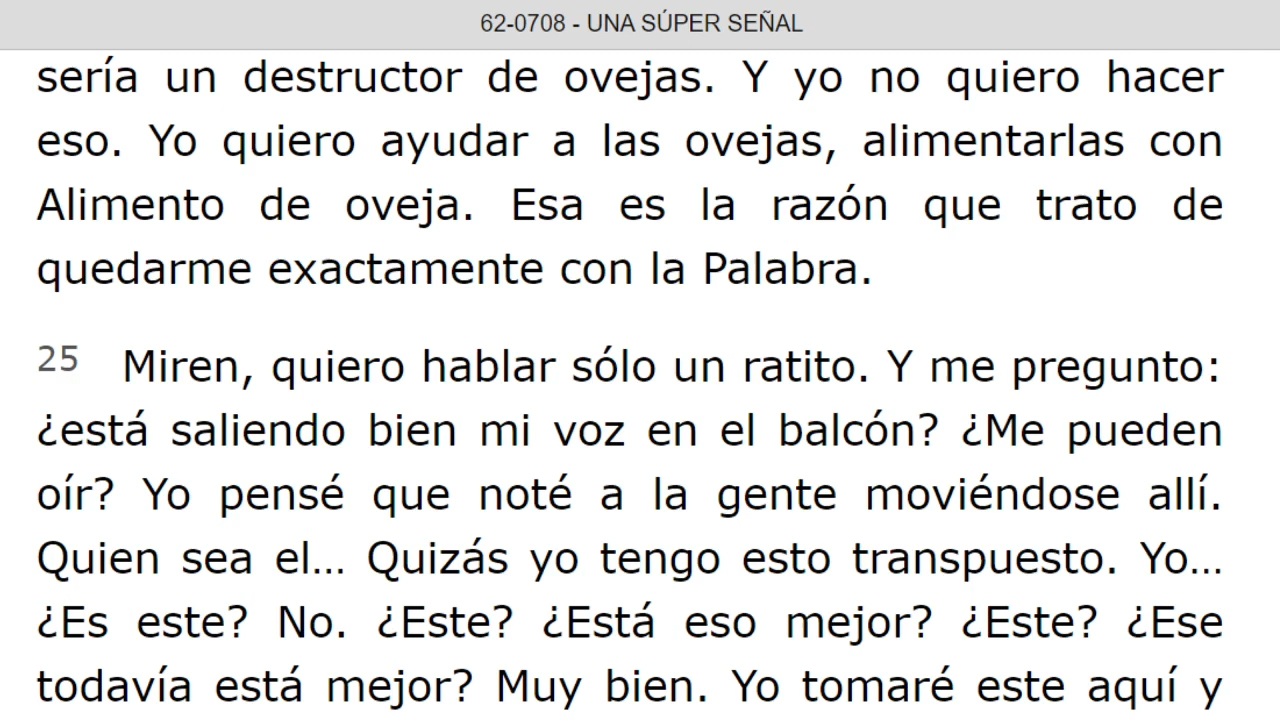 62-0708 - UNA SÚPER SEÑAL
sería un destructor de ovejas. Y yo no quiero hacer
eso. Yo quiero ayudar a las ovejas, alimentarlas con
Alimento de oveja. Esa es la razón que trato de
quedarme exactamente con la Palabra.
25 Miren, quiero hablar sólo un ratito. Y me pregunto:
¿está saliendo bien mi voz en el balcón? ¿Me pueden
oír? Yo pensé que noté a la gente moviéndose allí.
Quien sea el... Quizás yo tengo esto transpuesto. Yo...
¿Es este? No. ¿Este? ¿Está eso mejor? ¿Este? ¿Ese
todavía está mejor? Muy bien. Yo tomaré este aquí y